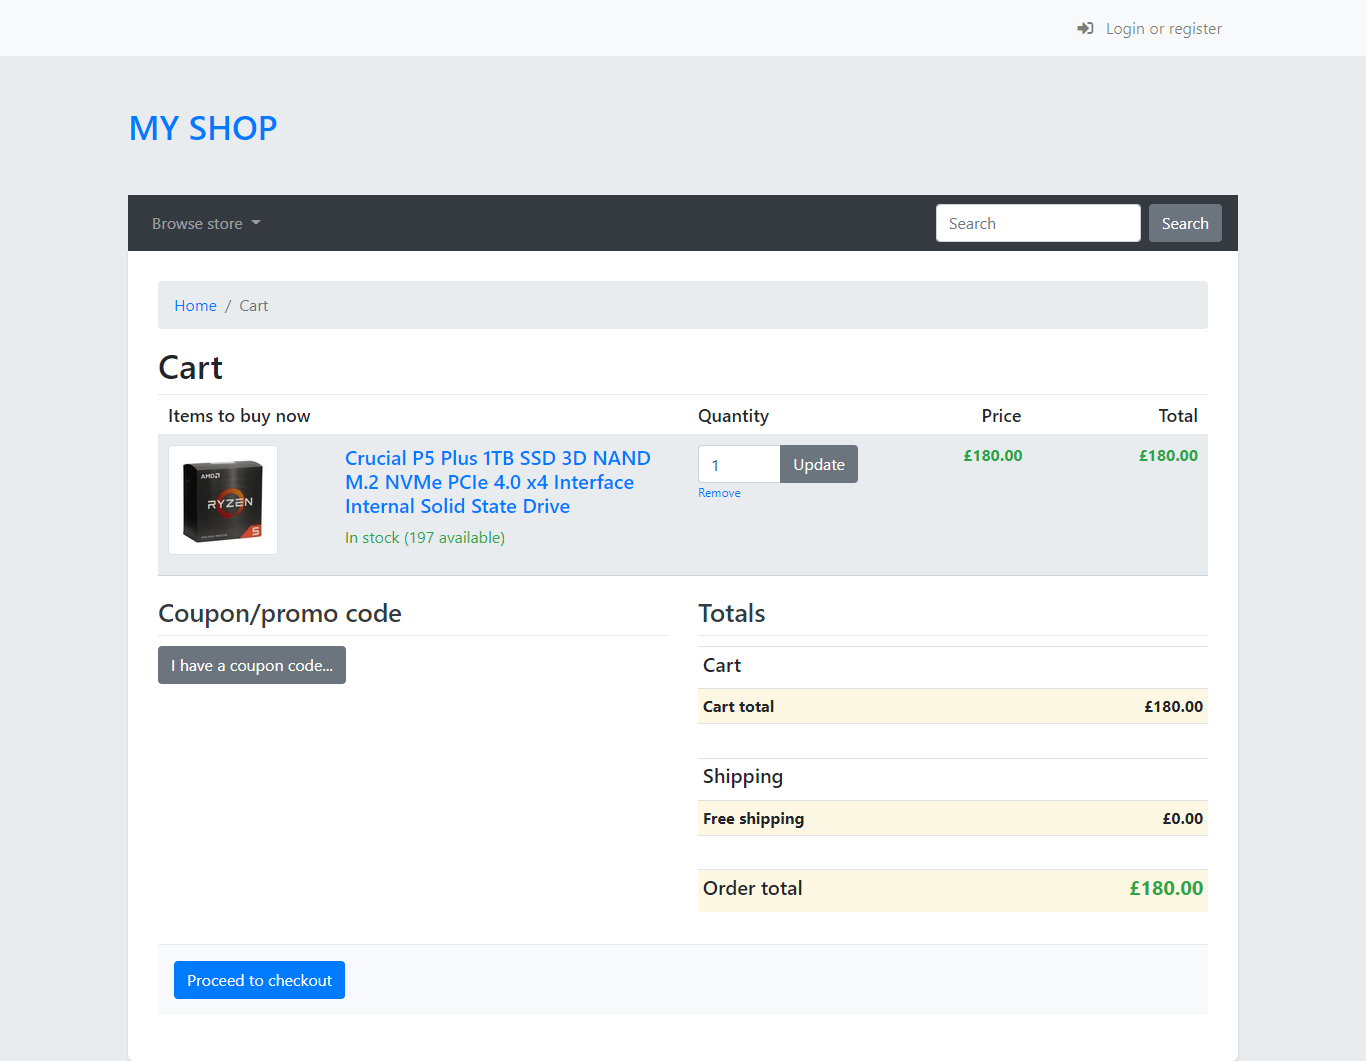 Login or register
MY SHOP
Browse store
Search
Search
Home / Cart
Cart
Items to buy now
Quantity
Price
Total
AMD
RYZEN
5
Crucial P5 Plus 1TB SSD 3D NAND
M.2 NVMe PCIe 4.0 x4 Interface
Internal Solid State Drive
In stock (197 available)
1
Update
Remove
£180.00
£180.00
Coupon/promo code
I have a coupon code...
Totals
Cart
Cart total £180.00
Shipping
Free shipping £0.00
Order total £180.00
Proceed to checkout